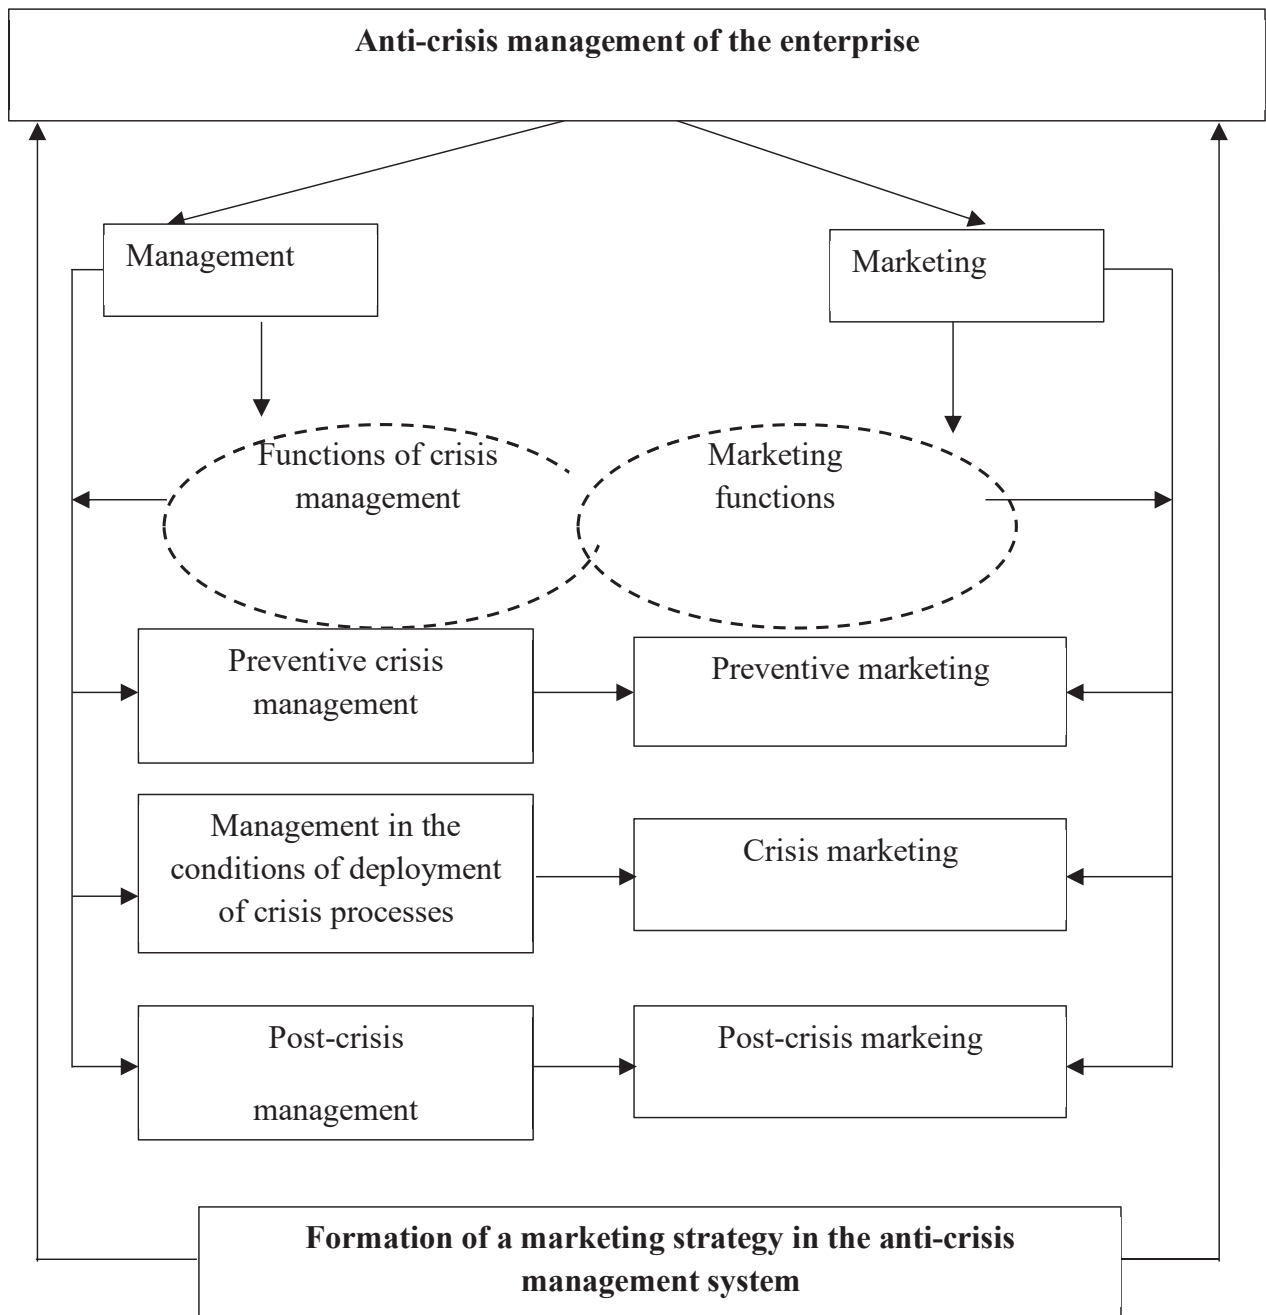 Anti-crisis management of the enterprise
Management
Marketing
Functions of crisis
management
Marketing
functions
Preventive crisis
management
Preventive marketing
Management in the
conditions of deployment
of crisis processes
Crisis marketing
Post-crisis
management
Post-crisis markeing
Formation of a marketing strategy in the anti-crisis
management system